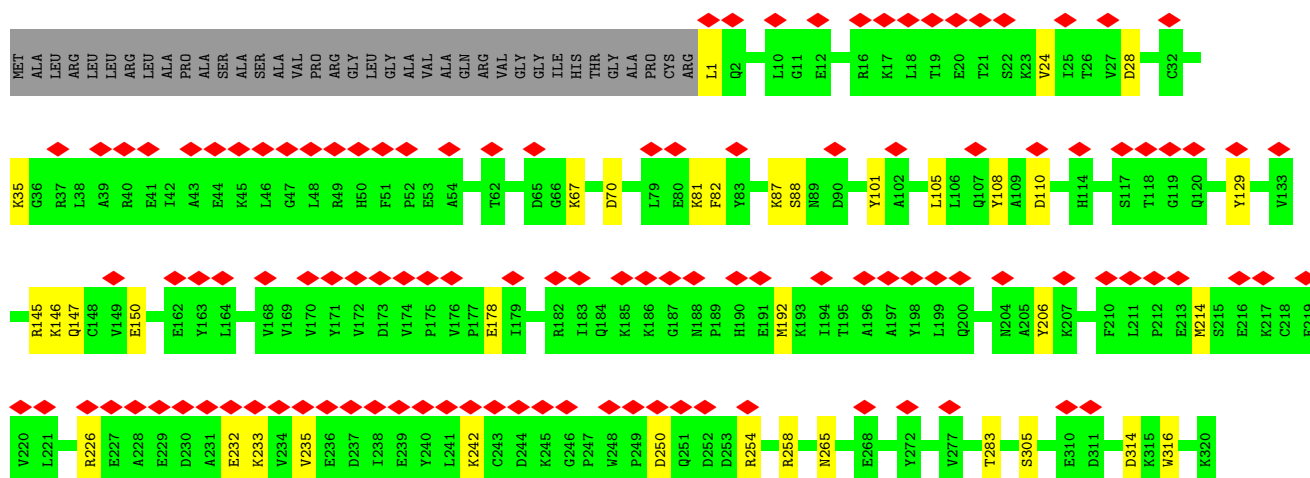 MET ALA LEU ARG LEU LEU ARG LEU ALA PRO ALA SER ALA SER ALA VAL PRO ARG GLY LEU GLY ALA VAL ALA GLN ARG VAL GLY GLY ILE HIS THR GLY ALA PRO CYS ARG L1 Q2 L10 G11 E12 R16 K17 L18 T19 E20 T21 S22 K23 V24 I25 T26 V27 D28 C32
K35 G36 R37 L38 A39 R40 E41 I42 A43 E44 K45 L46 G47 L48 R49 H50 F51 P52 E53 A54 T62 D65 G66 K67 D70 L79 E80 K81 F82 Y83 K87 S88 N89 D90 Y101 A102 L105 L106 Q107 Y108 A109 D110 H114 S117 T118 G119 Q120 Y129 V133
R145 K146 Q147 C148 V149 E150 E162 Y163 L164 V168 V169 V170 V171 V172 D173 V174 P175 V176 P177 E178 I179 R182 I183 Q184 K185 K186 G187 N188 P189 H190 E191 M192 K193 I194 T195 A196 A197 Y198 L199 Q200 N204 A205 Y206 K207 F210 L211 P212 E213 M214 S215 E216 K217 C218
V220 L221 R226 E227 A228 E229 D230 A231 E232 K233 V234 V235 E236 D237 I238 E239 Y240 L241 K242 C243 D244 K245 G246 P247 W248 P249 D250 Q251 D252 D253 R254 R258 N265 E268 Y272 V277 T283 S305 E310 D311 D314 K315 W316 K320